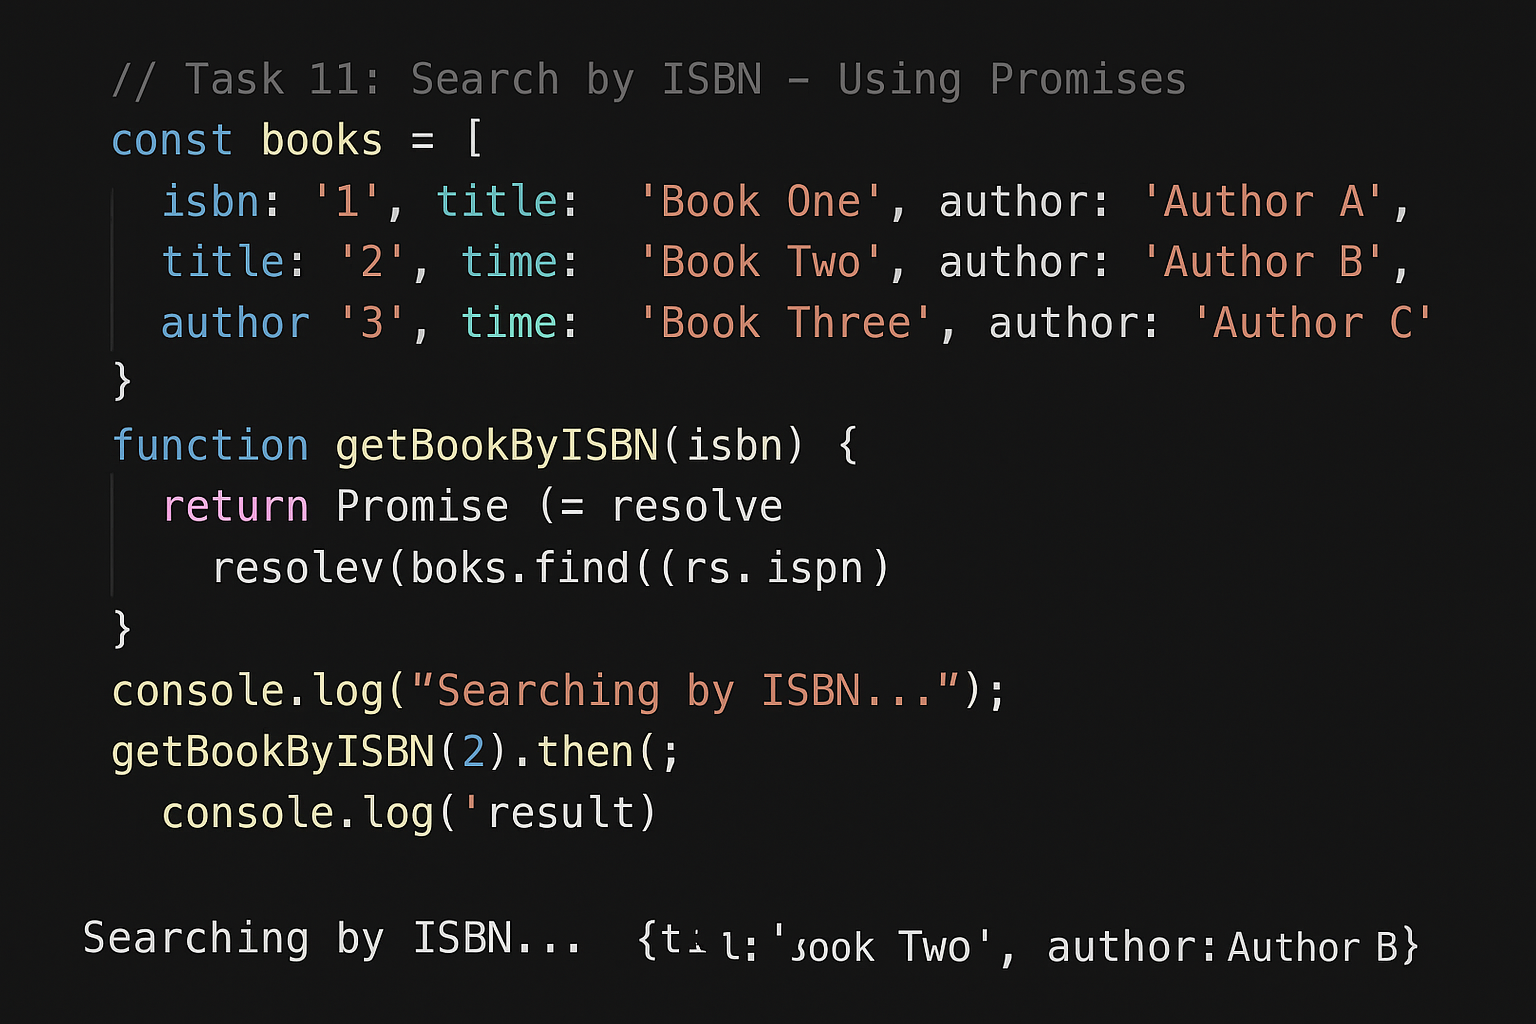 // Task 11: Search by ISBN – Using Promises
const books = [
isbn: '1', title: 'Book One', author: 'Author A',
title: '2', time: 'Book Two', author: 'Author B',
author '3', time: 'Book Three', author: 'Author C'
}
function getBookByISBN(isbn) {
return Promise (= resolve
resolev(boks.find((rs. ispn)
}
console.log("Searching by ISBN...");
getBookByISBN(2).then(;
console.log('result)
Searching by ISBN... Two', author: Author B}